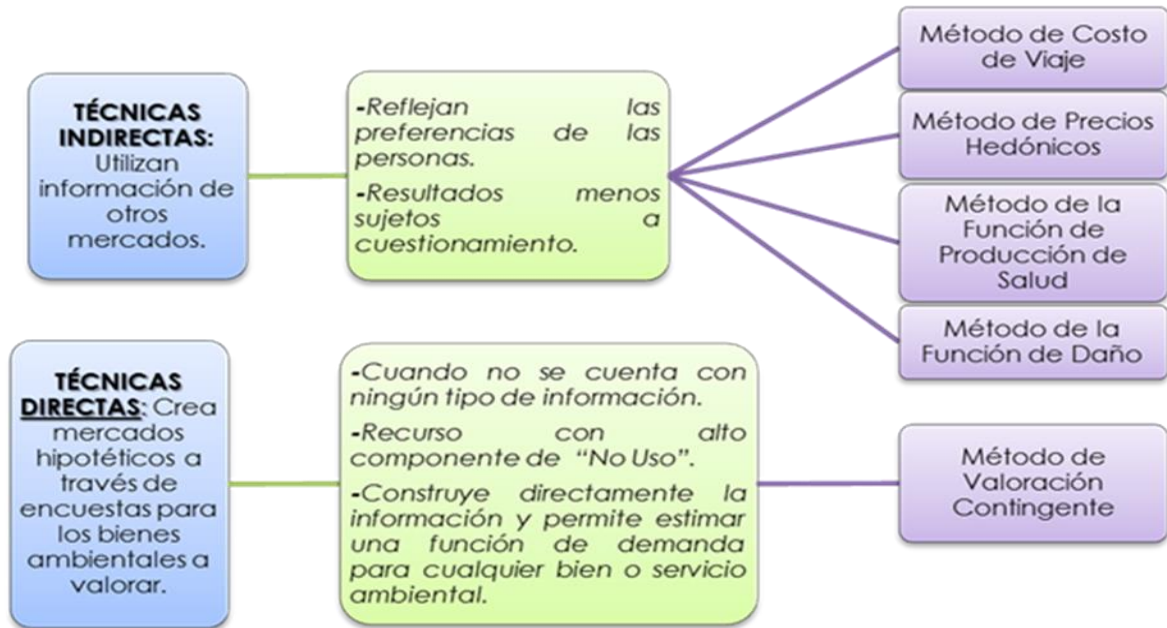 TÉCNICAS
INDIRECTAS:
Utilizan
información de
otros
mercados.
-Reflejan las
preferencias de las
personas.
-Resultados menos
sujetos a
cuestionamiento.
Método de Costo
de Viaje
Método de Precios
Hedónicos
Método de la
Función de
Producción de
Salud
Método de la
Función de Daño
TÉCNICAS
DIRECTAS: Crea
mercados
hipotéticos a
través de
encuestas para
los bienes
ambientales a
valorar.
-Cuando no se cuenta con
ningún tipo de información.
-Recurso con alto
componente de “No Uso”.
-Construye directamente la
información y permite estimar
una función de demanda
para cualquier bien o servicio
ambiental.
Método de
Valoración
Contingente